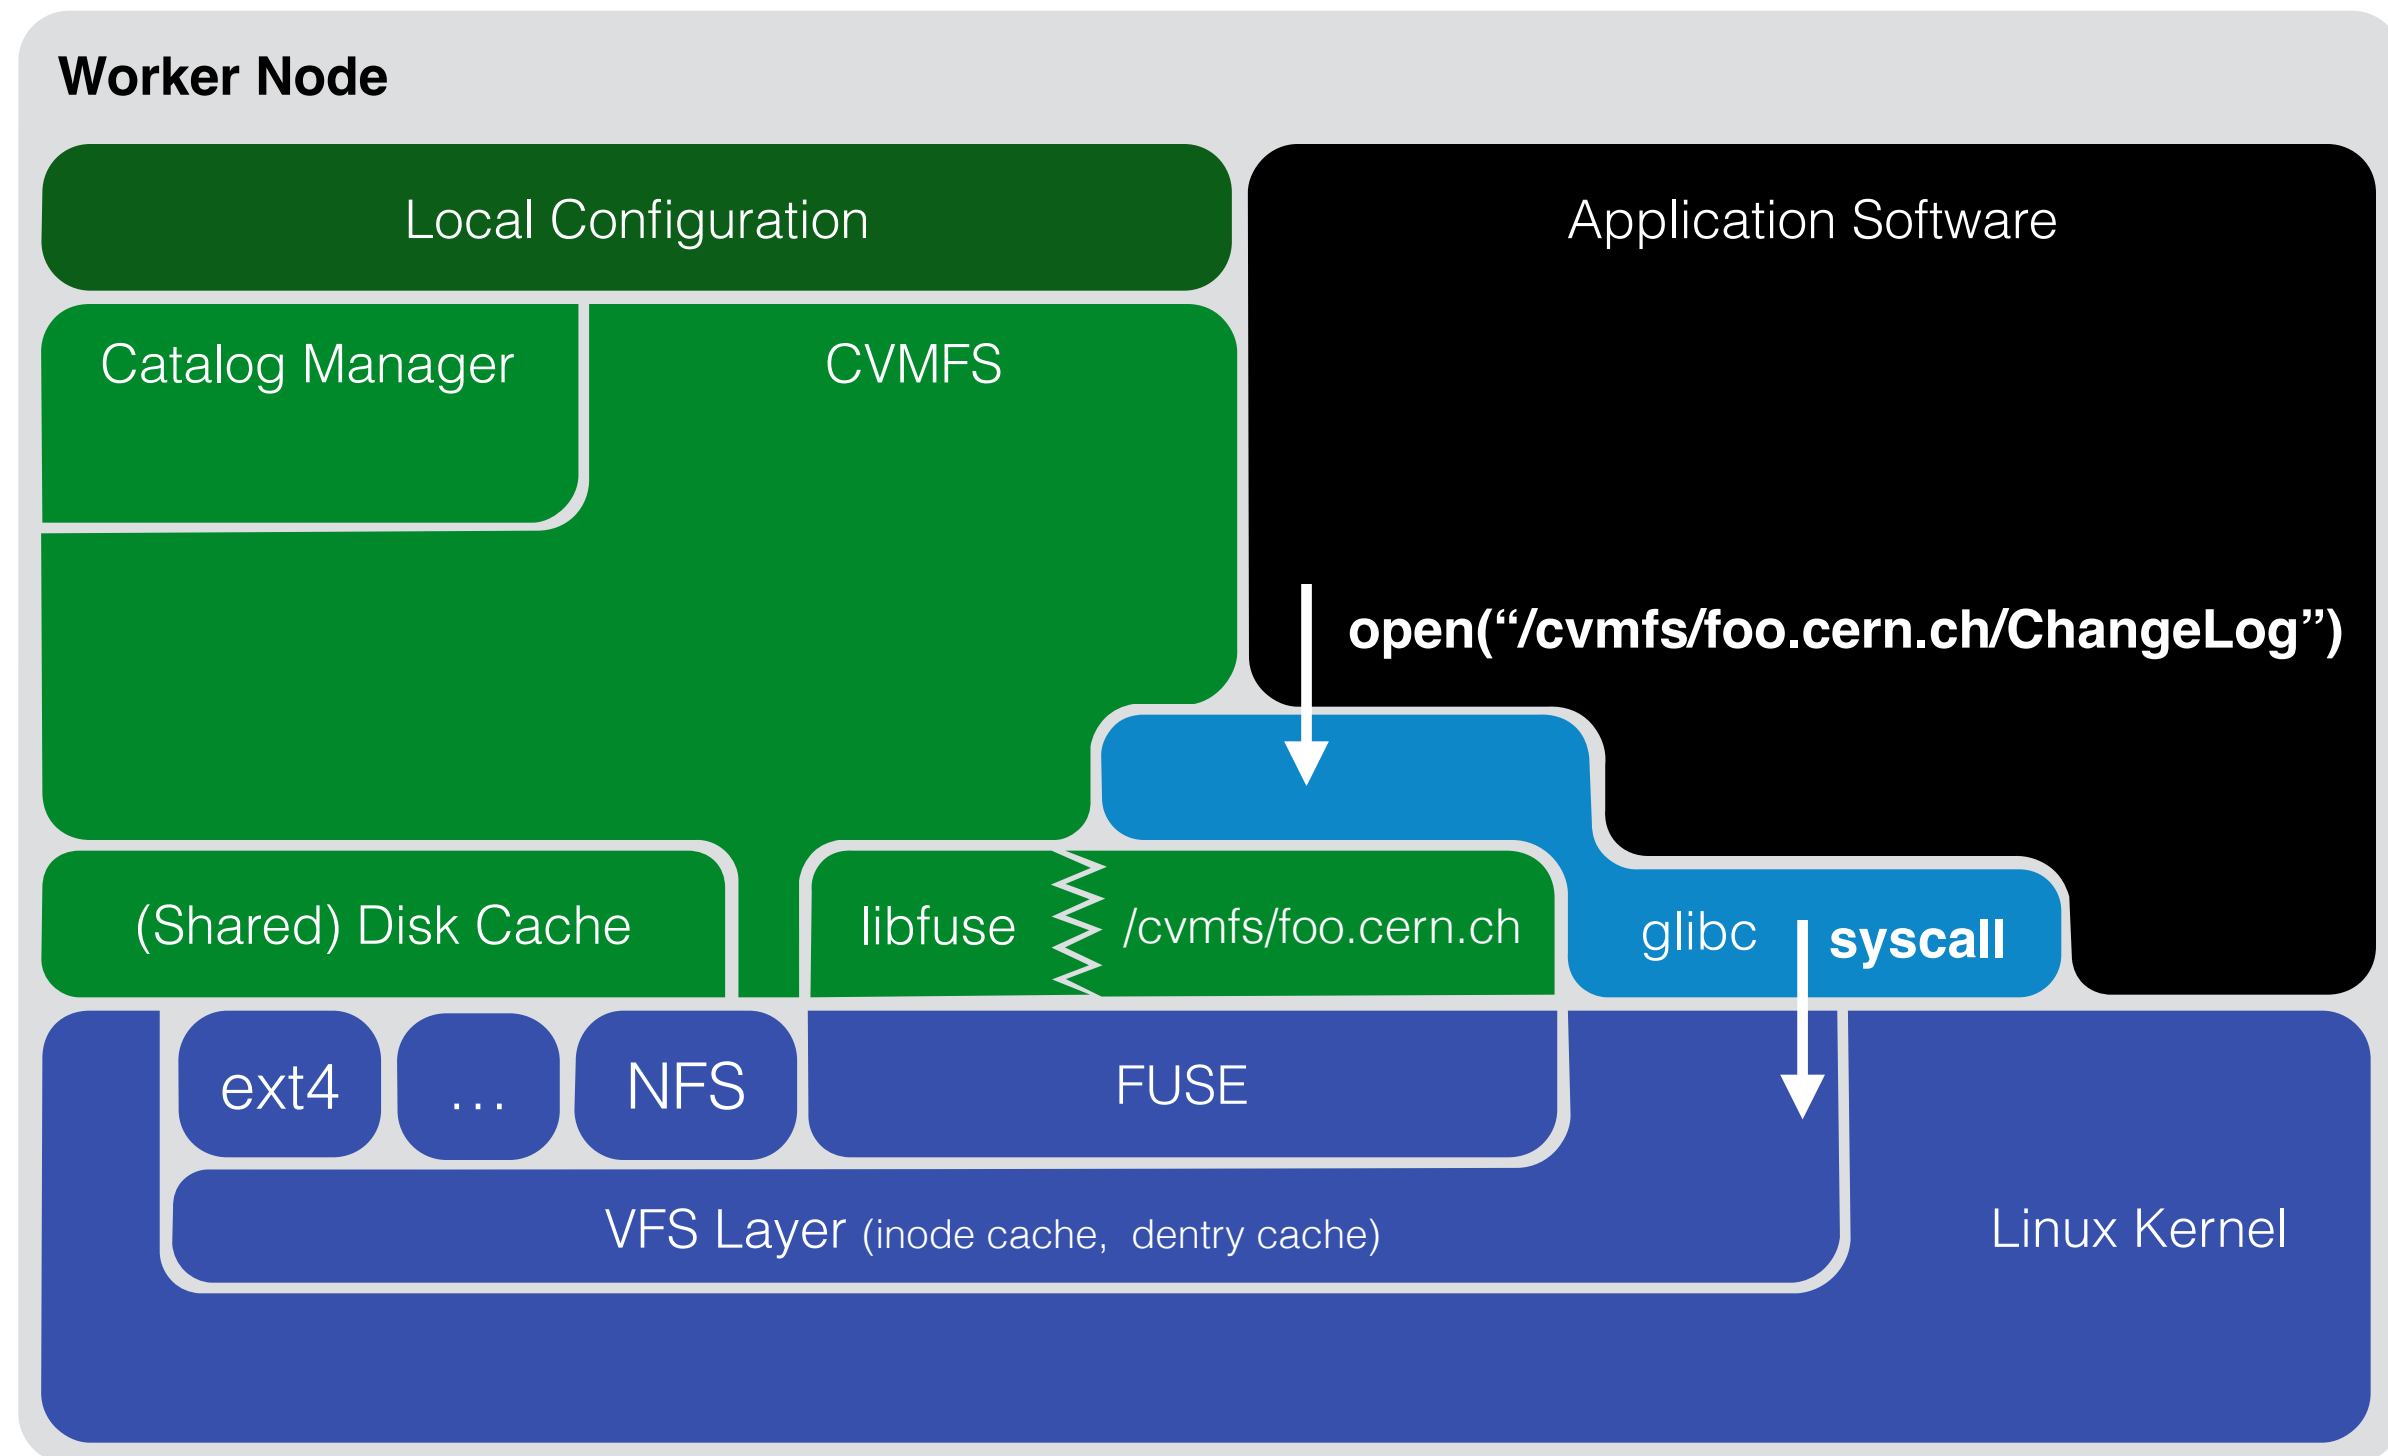 Worker Node
Local Configuration
Application Software
Catalog Manager
CVMFS
open(“/cvmfs/foo.cern.ch/ChangeLog”)
(Shared) Disk Cache
libfuse
/cvmfs/foo.cern.ch
glibc
syscall
ext4
...
NFS
FUSE
VFS Layer (inode cache, dentry cache)
Linux Kernel